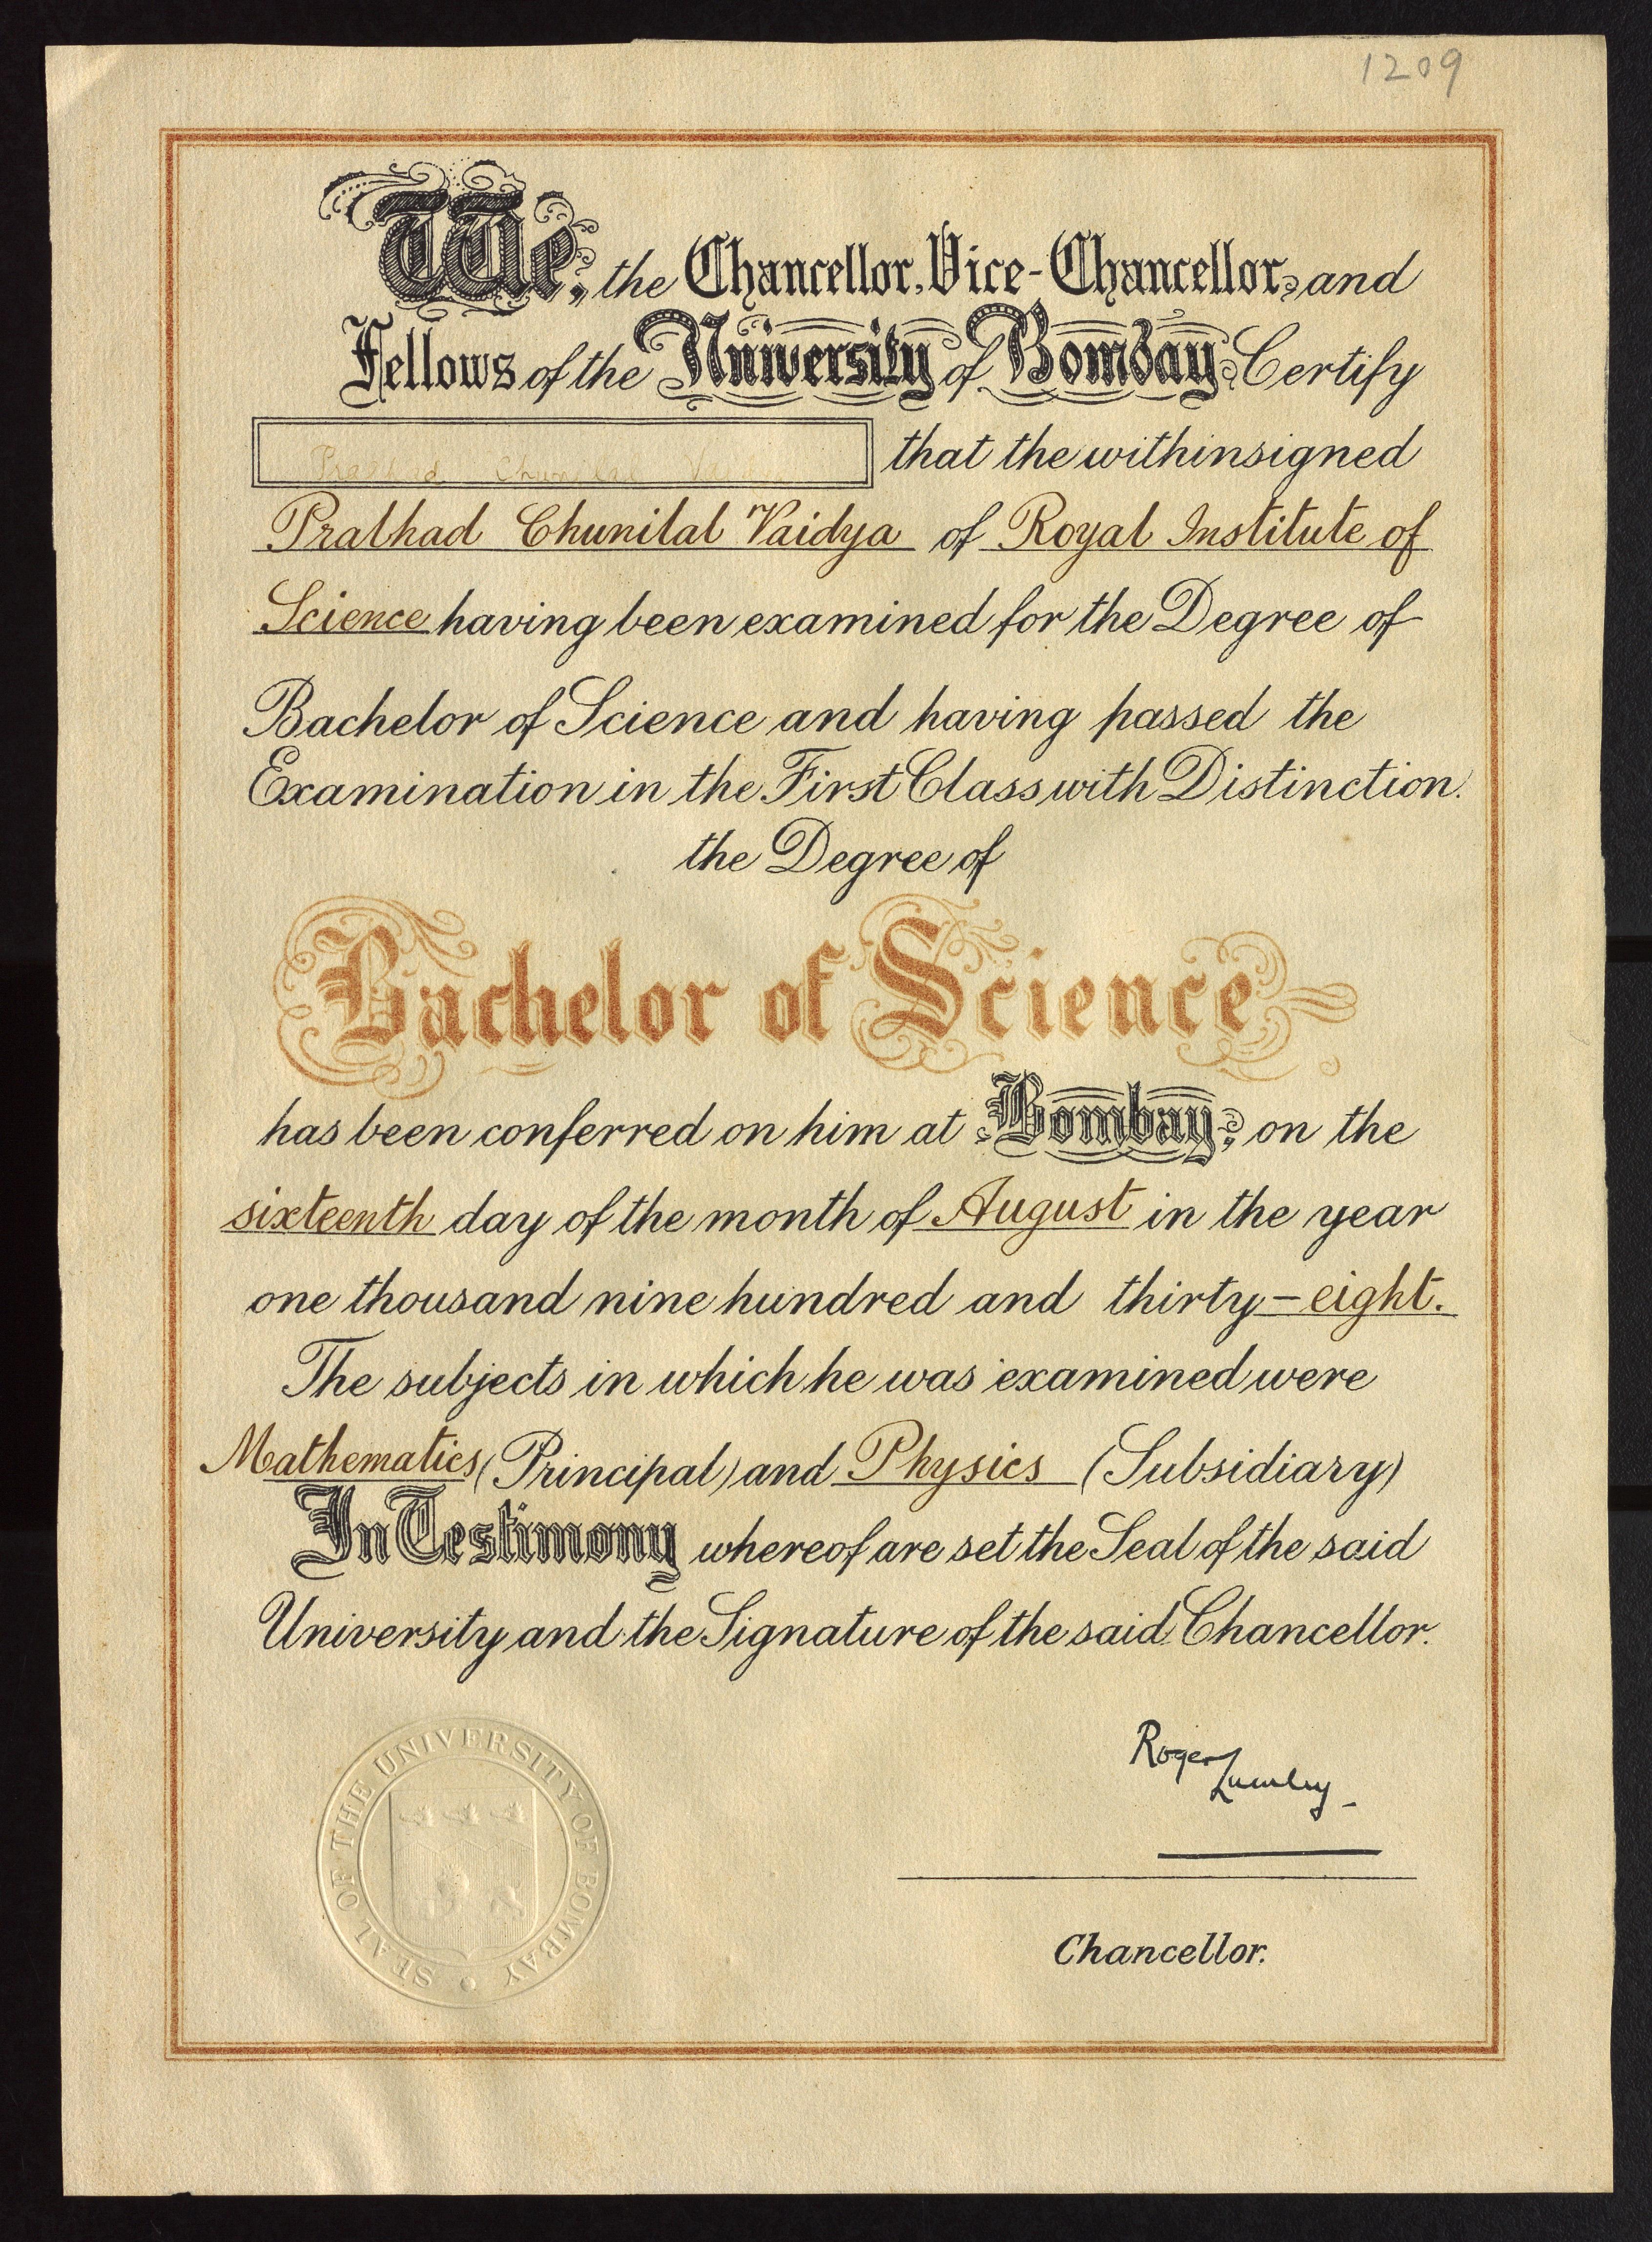 1209
We, the Chancellor, Vice-Chancellor, and
Fellows of the University of Bombay, Certify
Pralhad Chunilal Vaidya that the withinsigned
Pralhad Chunilal Vaidya of Royal Institute of
Science having been examined for the Degree of
Bachelor of Science and having passed the
Examination in the First Class with Distinction.
the Degree of
Bachelor of Science
has been conferred on him at Bombay, on the
sixteenth day of the month of August in the year
one thousand nine hundred and thirty-eight.
The subjects in which he was examined were
Mathematics (Principal) and Physics (Subsidiary)
In Testimony whereof are set the Seal of the said
University and the Signature of the said Chancellor.
SEAL OF THE UNIVERSITY OF BOMBAY
Roger
Lumley
Chancellor.